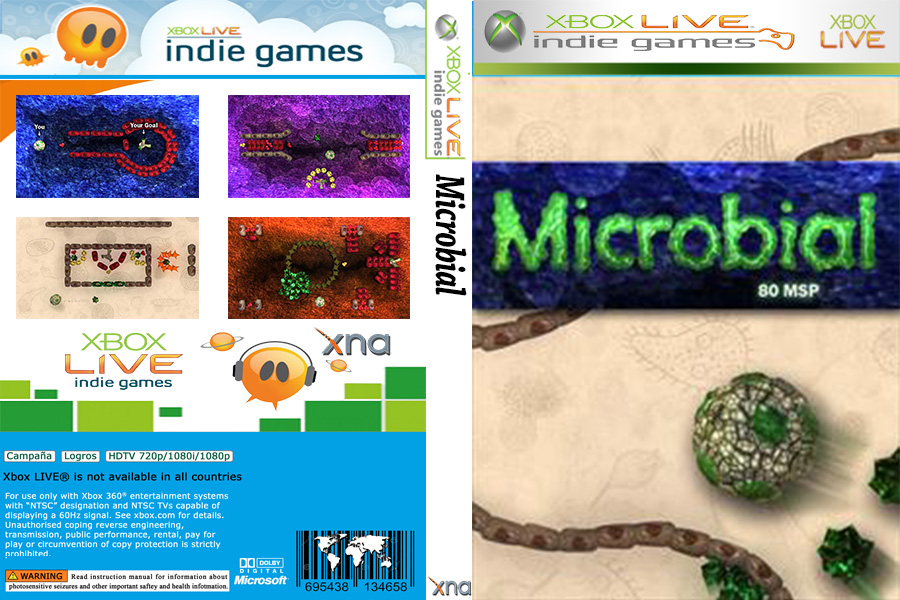 XBOX LIVE
indie games
You
Your Goal
XBOX
LIVE
indie games
xna
Campaña Logros HDTV 720p/1080i/1080p
Xbox LIVE® is not available in all countries
For use only with Xbox 360® entertainment systems
with “NTSC” designation and NTSC TVs capable of
displaying a 60Hz signal. See xbox.com for details.
Unauthorised coping reverse engineering,
transmission, public performance, rental, pay for
play or circumvention of copy protection is strictly
prohibited.
WARNING Read instruction manual for information about
photosensitive seizures and other important saftey and health infotmation.
DOLBY
DIGITAL
Microsoft
695438 134658
XBOX LIVE
indie games
Microbial
xna
XBOX LIVE
indie games
XBOX
LIVE
Microbial
80 MSP